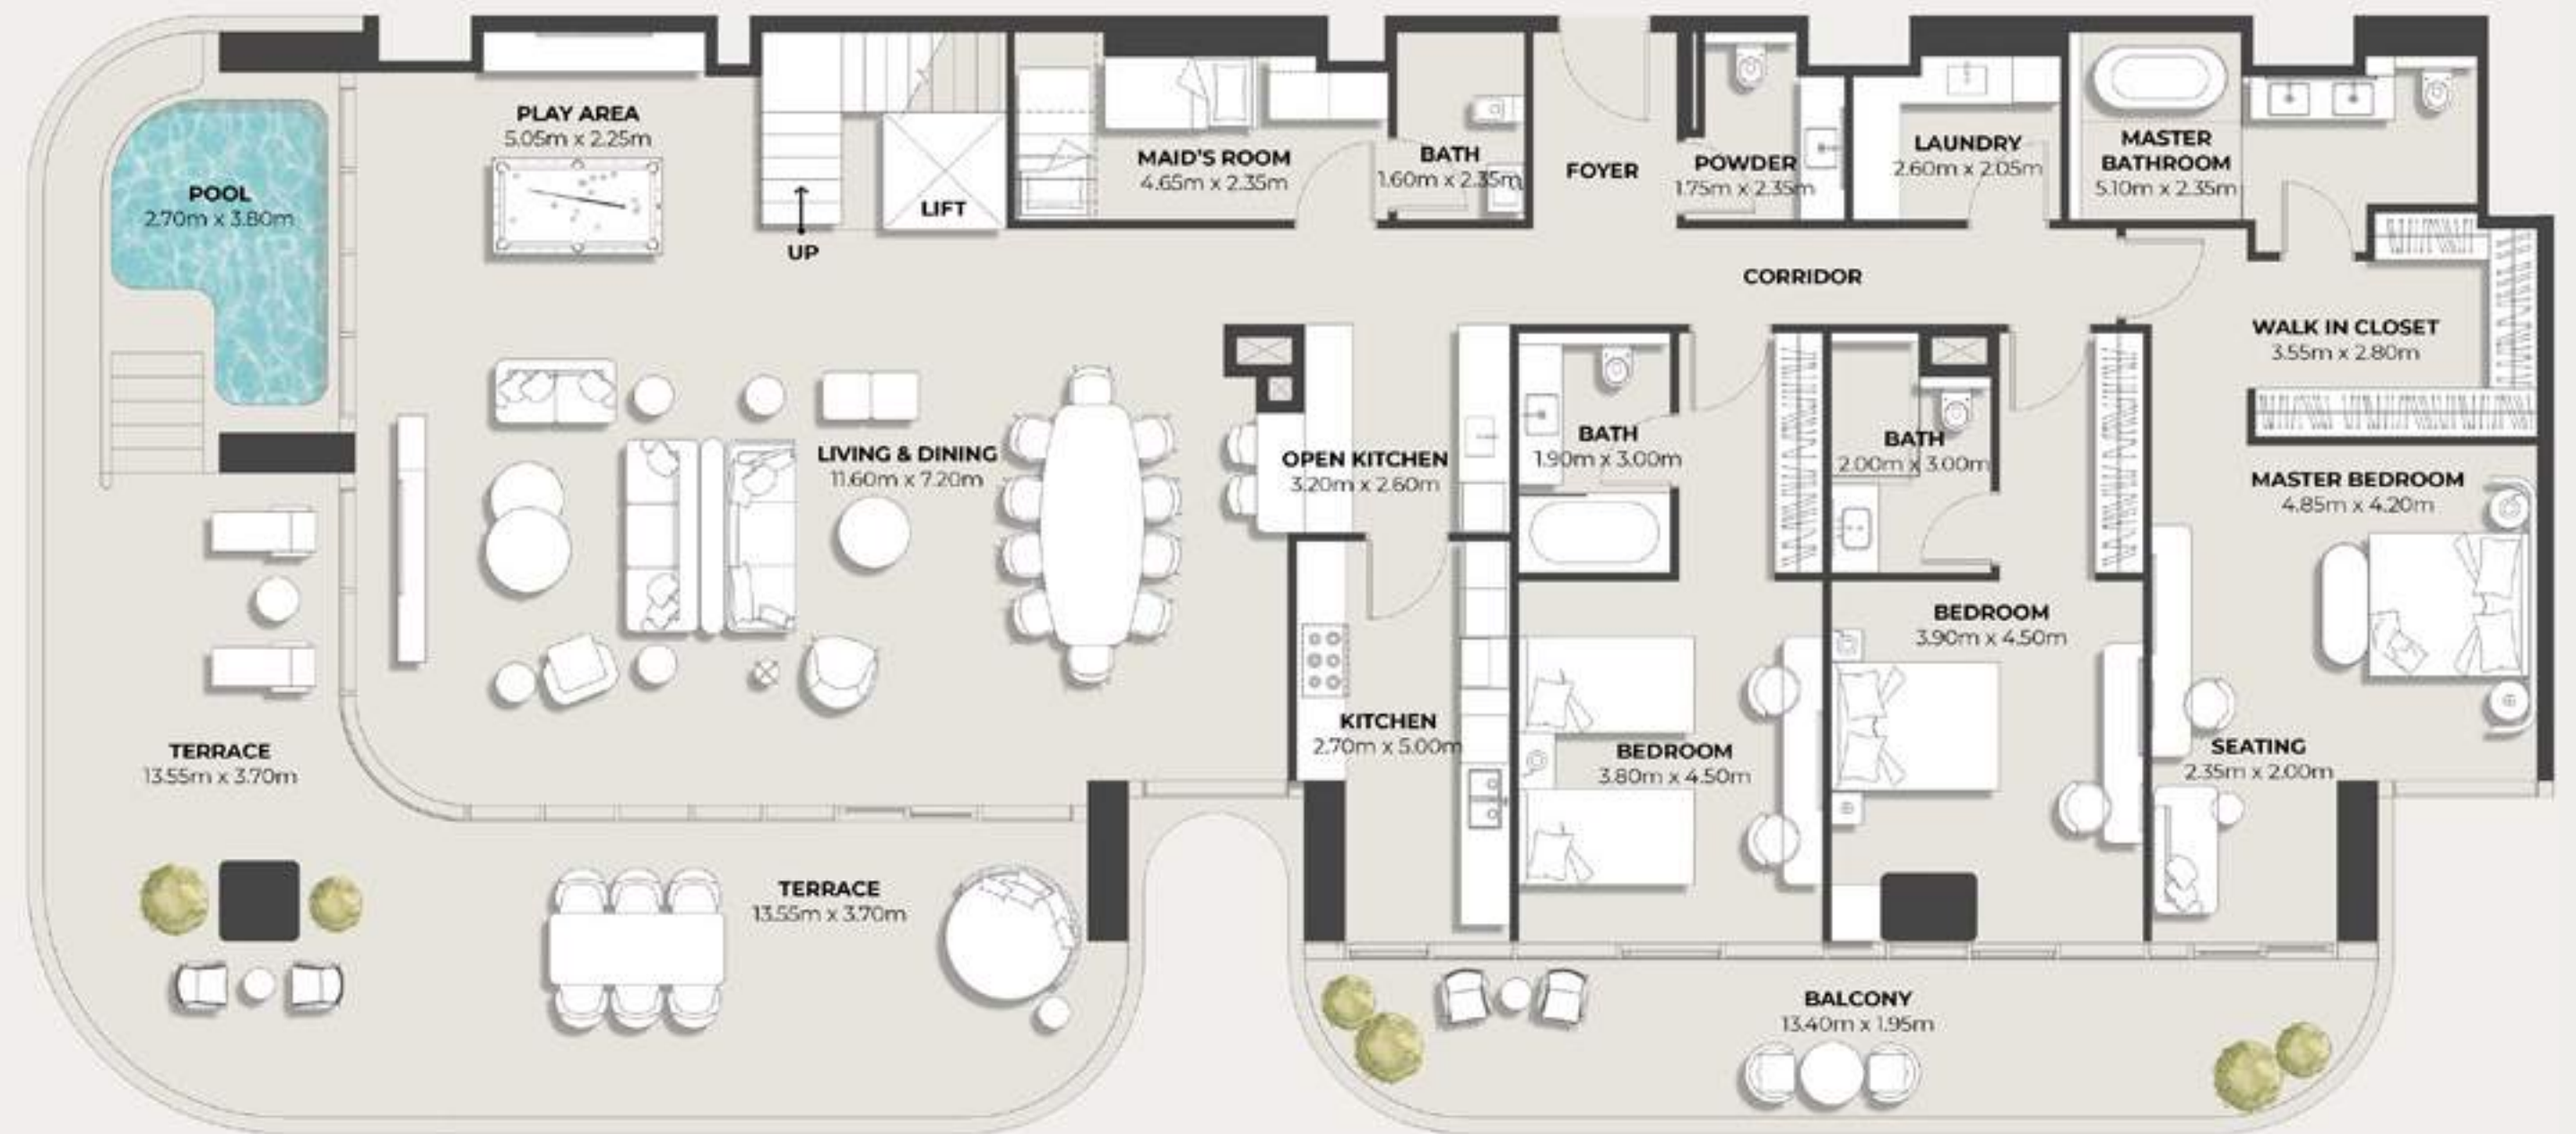 PLAY AREA
5.05m x 2.25m
POOL
2.70m x 3.80m
UP
LIFT
MAID'S ROOM
4.65m x 2.35m
BATH
1.60m x 2.35m
FOYER
POWDER
1.75m x 2.35m
LAUNDRY
2.60m x 2.05m
MASTER
BATHROOM
5.10m x 2.35m
CORRIDOR
WALK IN CLOSET
3.55m x 2.80m
LIVING & DINING
11.60m x 7.20m
OPEN KITCHEN
3.20m x 2.60m
BATH
1.90m x 3.00m
BATH
2.00m x 3.00m
MASTER BEDROOM
4.85m x 4.20m
BEDROOM
3.90m x 4.50m
KITCHEN
2.70m x 5.00m
BEDROOM
3.80m x 4.50m
SEATING
2.35m x 2.00m
TERRACE
13.55m x 3.70m
TERRACE
13.55m x 3.70m
BALCONY
13.40m x 1.95m